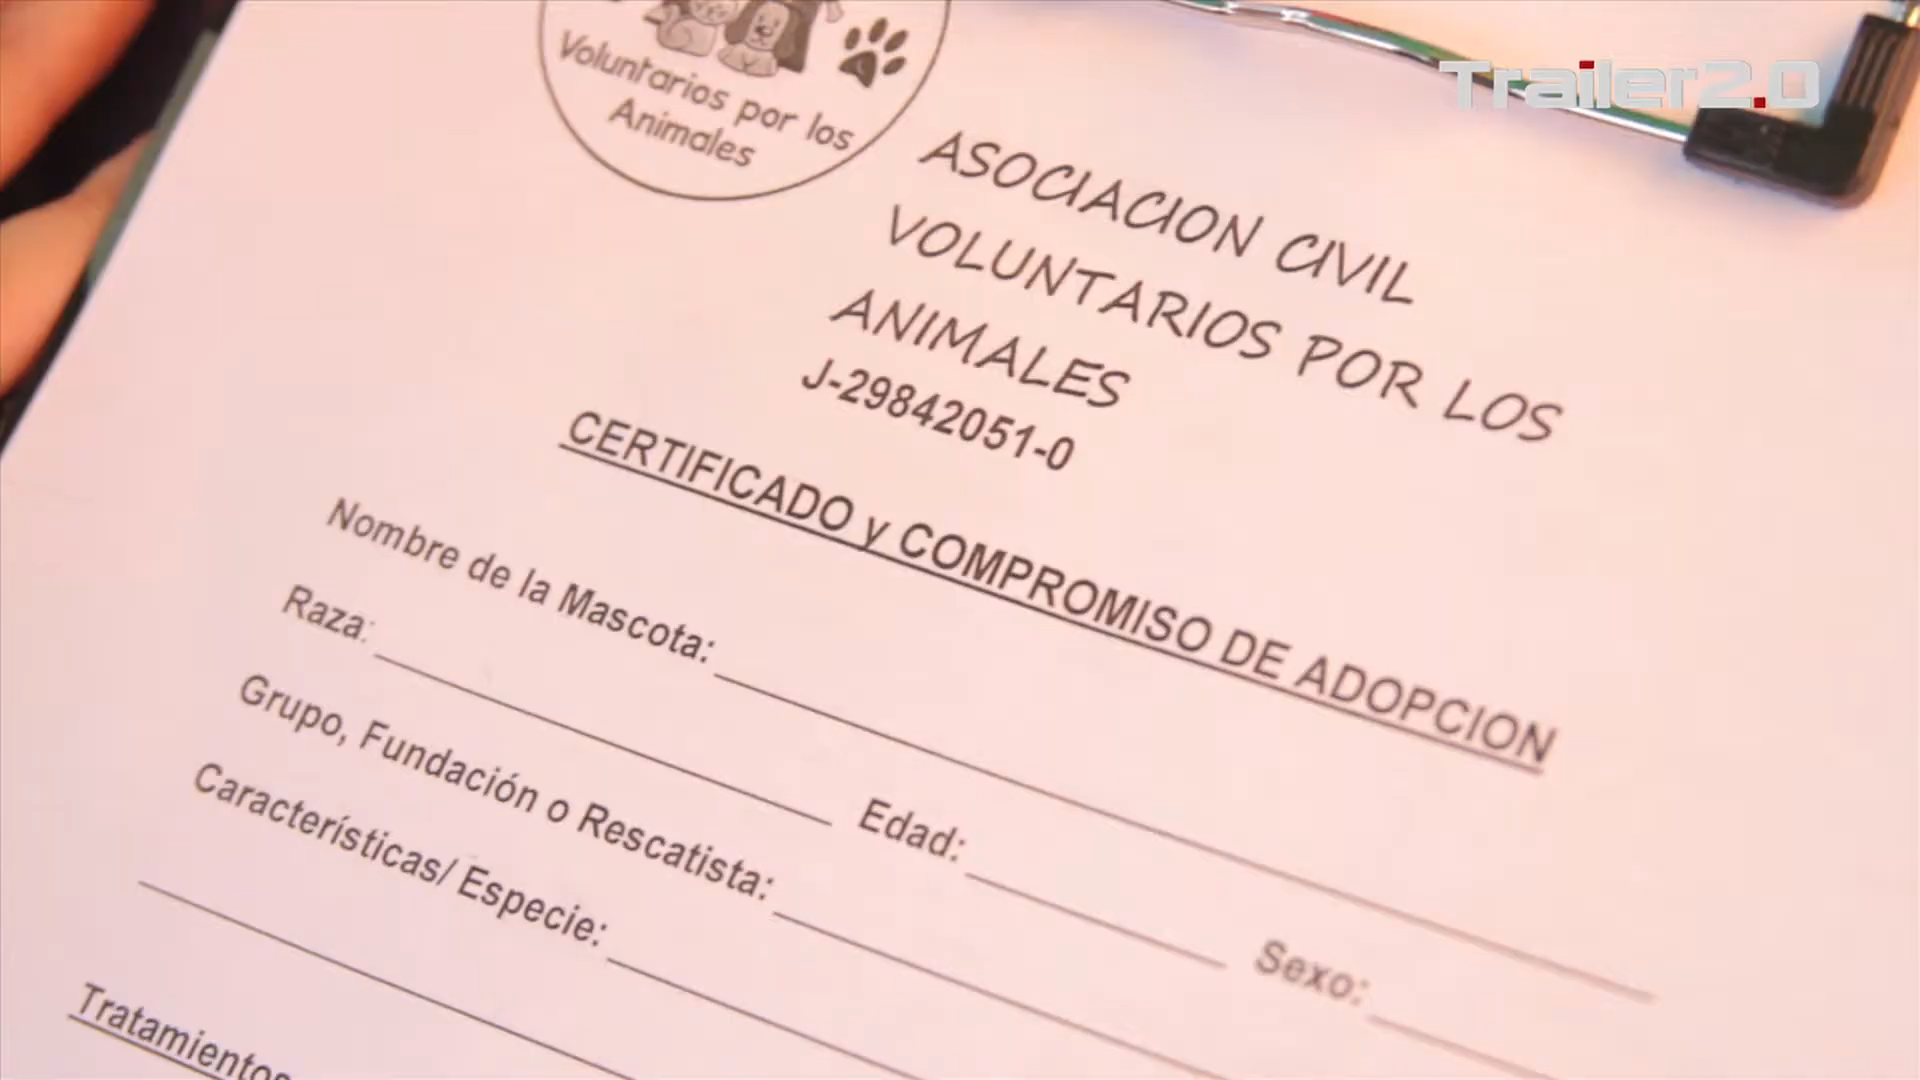 Trailer2.0
Voluntarios por los
Animales
ASOCIACION CIVIL
VOLUNTARIOS POR LOS
ANIMALES
J-29842051-0
CERTIFICADO y COMPROMISO DE ADOPCION
Nombre de la Mascota:
Raza: Edad: Sexo:
Grupo, Fundación o Rescatista:
Características/ Especie:
Tratamientos